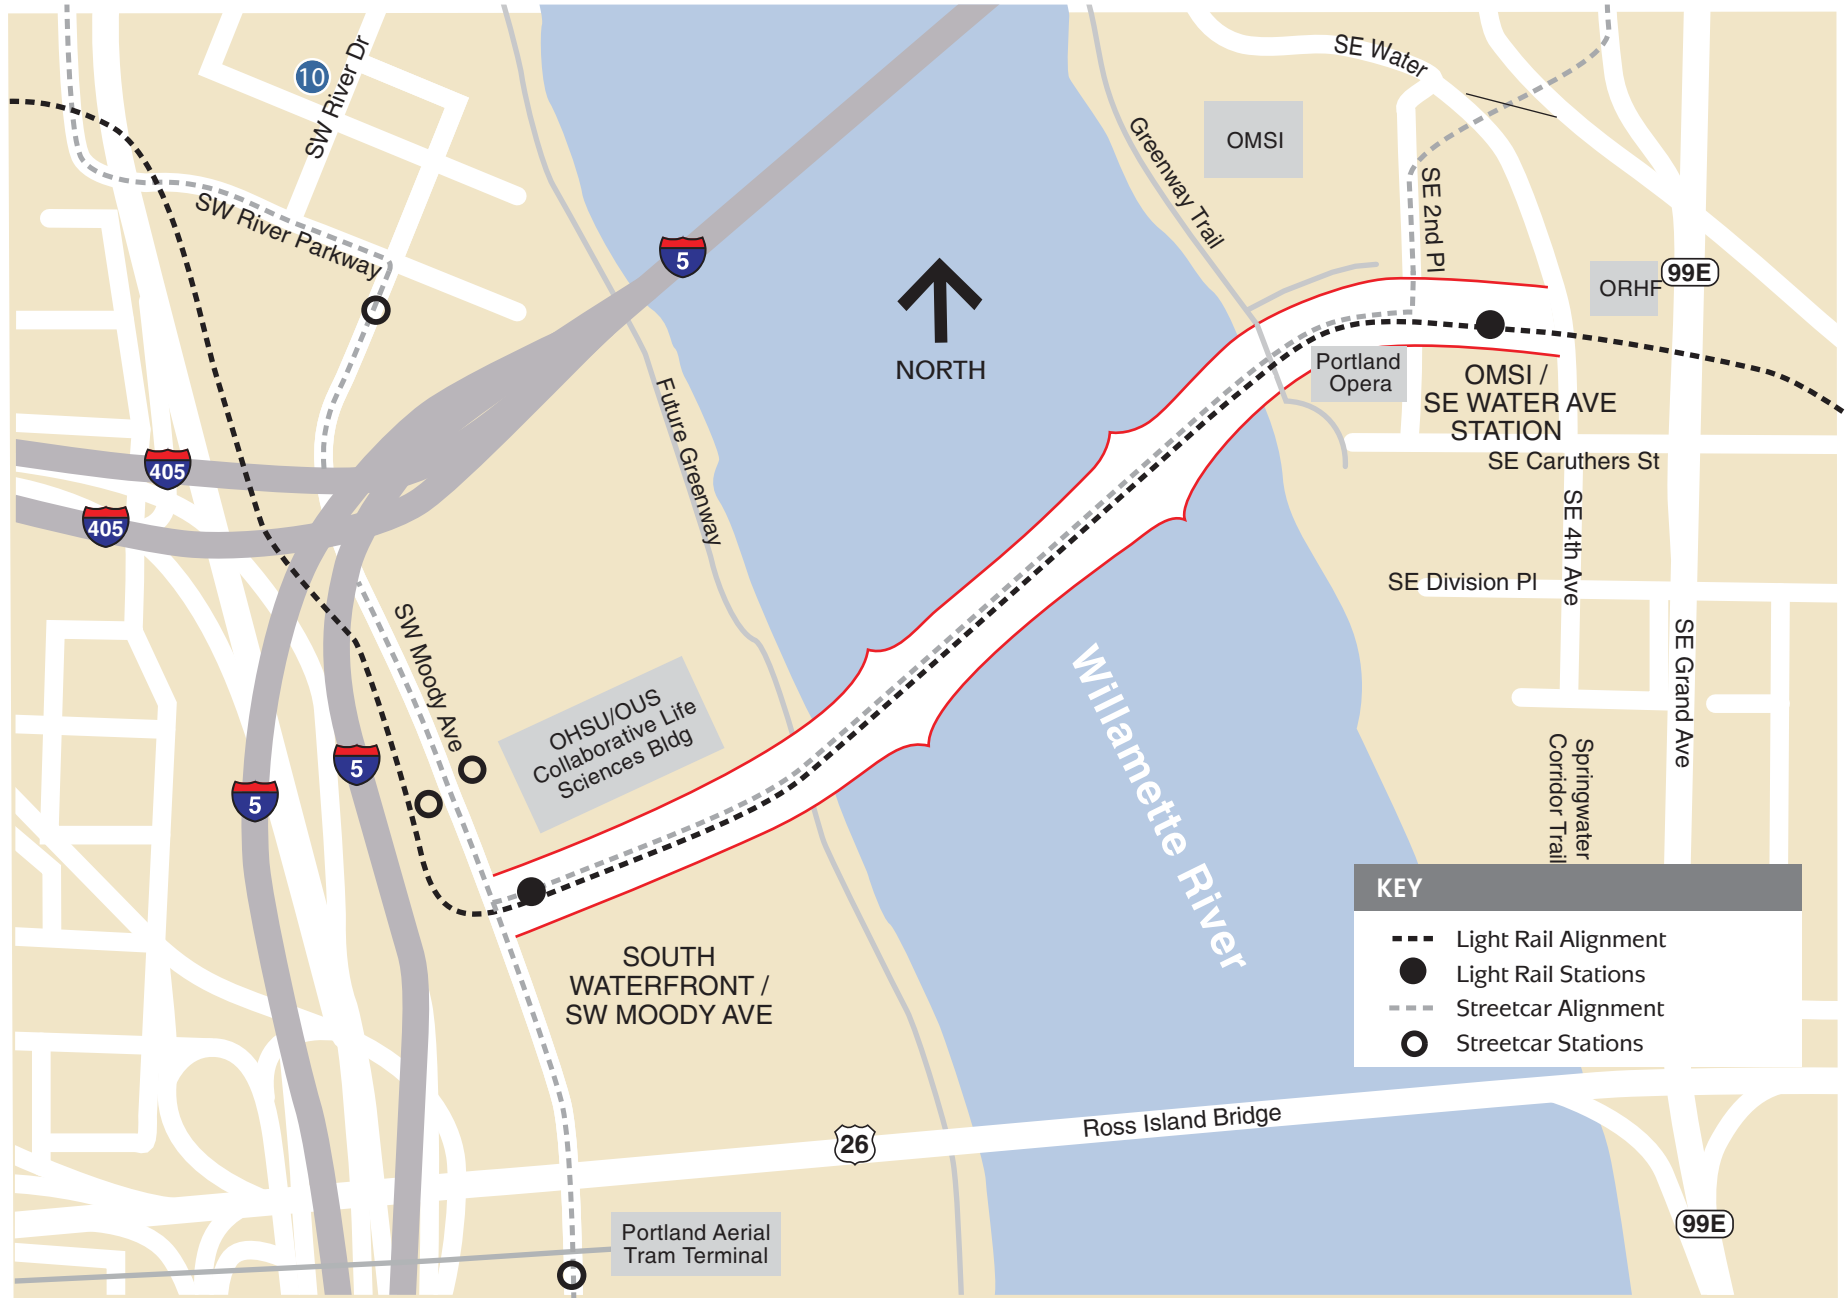 10
SW River Dr
SW River Parkway
SE Water
OMSI
Greenway Trail
SE 2nd Pl
ORHF
99E
5
NORTH
Portland
Opera
OMSI /
SE WATER AVE
STATION
SE Caruthers St
405
405
Future Greenway
SE 4th Ave
SE Division Pl
SW Moody Ave
SE Grand Ave
OHSU/OUS
Collaborative Life
Sciences Bldg
Willamette River
5
5
Springwater
Corridor Trail
SOUTH
WATERFRONT /
SW MOODY AVE
KEY
Light Rail Alignment
Light Rail Stations
Streetcar Alignment
Streetcar Stations
Ross Island Bridge
26
99E
Portland Aerial
Tram Terminal